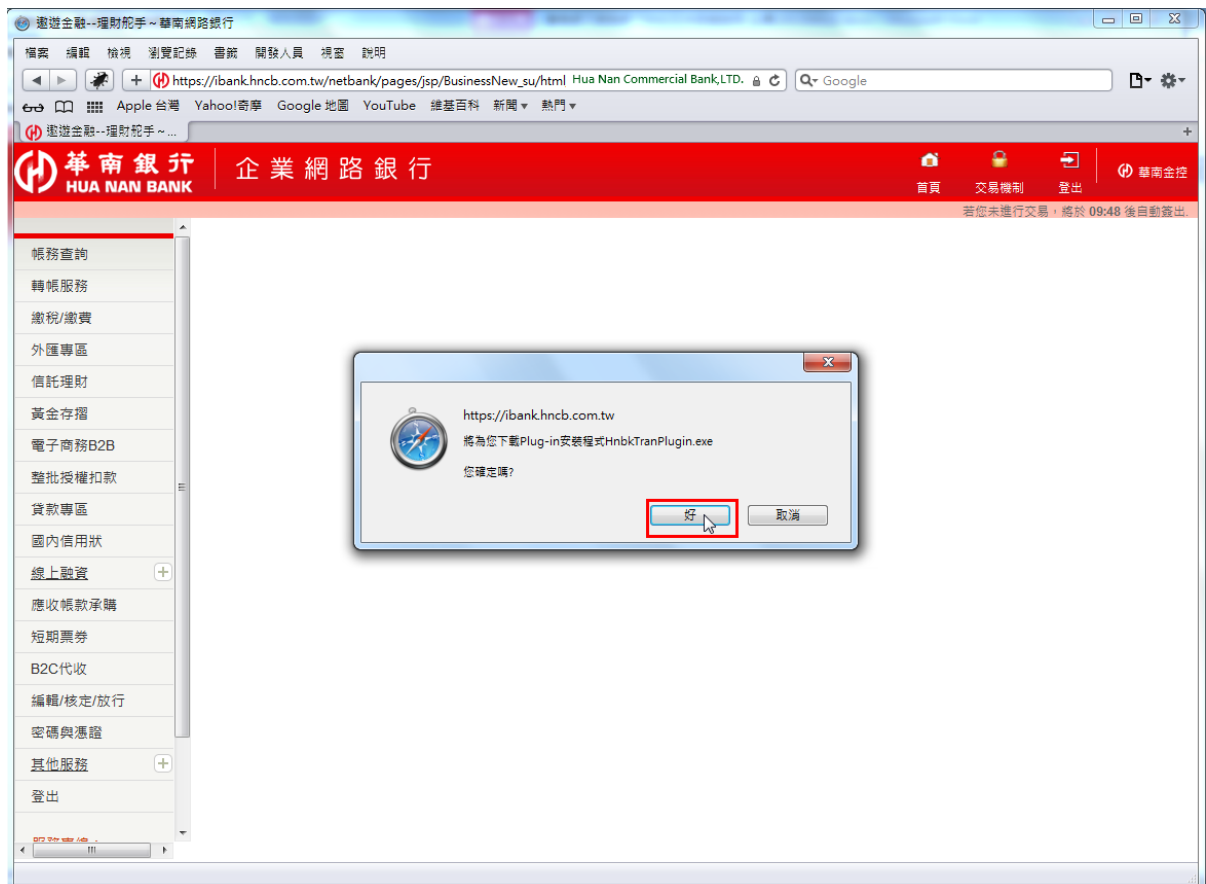 遨遊金融--理財舵手~華南網路銀行
檔案 編輯 檢視 瀏覽記錄 書籤 開發人員 視窗 說明
https://ibank.hncb.com.tw/netbank/pages/jsp/BusinessNew_su/html Hua Nan Commercial Bank,LTD. Google
Apple 台灣 Yahoo!奇摩 Google 地圖 YouTube 維基百科 新聞▼ 熱門▼
遨遊金融--理財舵手~...
華南銀行 企業網路銀行
HUA NAN BANK
首頁 交易機制 登出 華南金控
若您未進行交易，將於 09:48 後自動簽出.
帳務查詢
轉帳服務
繳稅/繳費
外匯專區
信託理財
黃金存摺
電子商務B2B
整批授權扣款
貸款專區
國內信用狀
線上融資
應收帳款承購
短期票券
B2C代收
編輯/核定/放行
密碼與憑證
其他服務
登出
https://ibank.hncb.com.tw
將為您下載Plug-in安裝程式HnbkTranPlugin.exe
您確定嗎?
好 取消